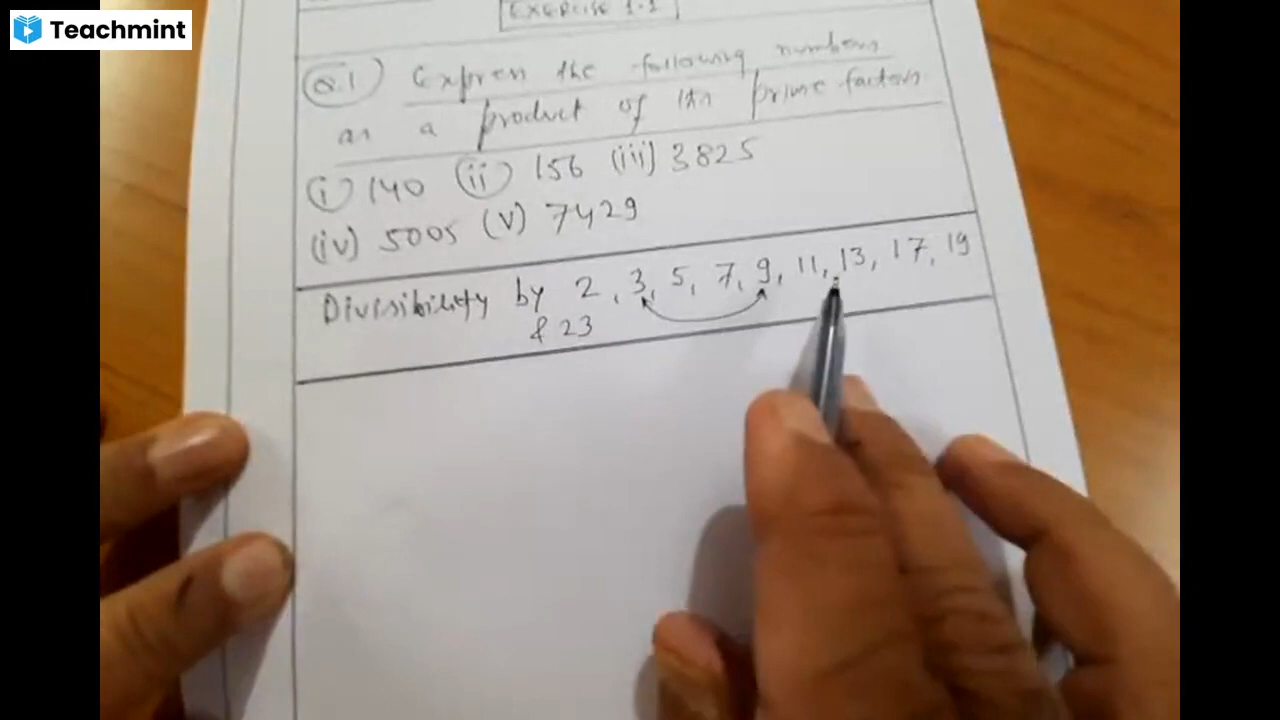 Teachmint
EXERCISE 1.1
Q.1 Express the following numbers
as a product of its prime factors
(i) 140 (ii) 156 (iii) 3825
(iv) 5005 (v) 7429
Divisibility by 2, 3, 5, 7, 9, 11, 13, 17, 19
& 23